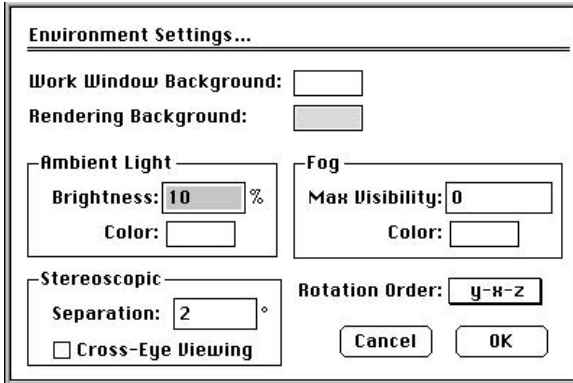 Environment Settings...
Work Window Background:
Rendering Background:
Ambient Light
Brightness: 10 %
Color:
Fog
Max Visibility: 0
Color:
Stereoscopic
Separation: 2 °
Cross-Eye Viewing
Rotation Order: y-x-z
Cancel OK